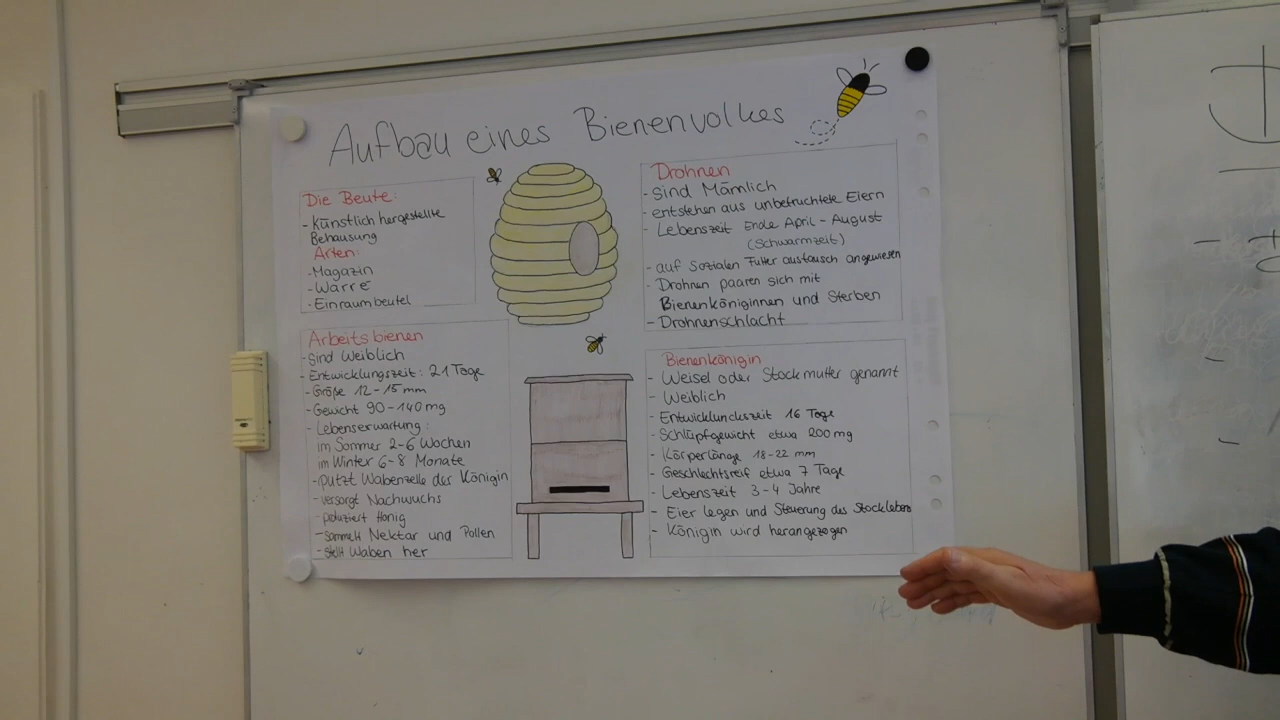 Aufbau eines Bienenvolkes
Die Beute:
- Künstlich hergestellte
Behausung
Arten:
- Magazin
- Warré
- Einraumbeutel
Arbeitsbienen
- sind Weiblich
- Entwicklungszeit: 21 Tage
- Größe 12-15 mm
- Gewicht 90-140 mg
- Lebenserwartung:
im Sommer 2-6 Wochen
im Winter 6-8 Monate
- putzt Wabenzelle der Königin
- versorgt Nachwuchs
- produziert Honig
- sammelt Nektar und Pollen
- stellt Waben her
Drohnen
- Sind Männlich
- entstehen aus unbefruchtete Eiern
- Lebenszeit Ende April - August
(Schwarmzeit)
- auf Sozialen Futter austausch angewiesen
- Drohnen paaren sich mit
Bienenköniginnen und Sterben
- Drohnenschlacht
Bienenkönigin
- Weisel oder Stockmutter genannt
- Weiblich
- Entwicklunckszeit 16 Tage
- Schlüpfgewicht etwa 200 mg
- Körperlänge 18-22 mm
- Geschlechtsreif etwa 7 Tage
- Lebenszeit 3-4 Jahre
- Eier legen und Steuerung des Stocklebens
- Königin wird herangezogen